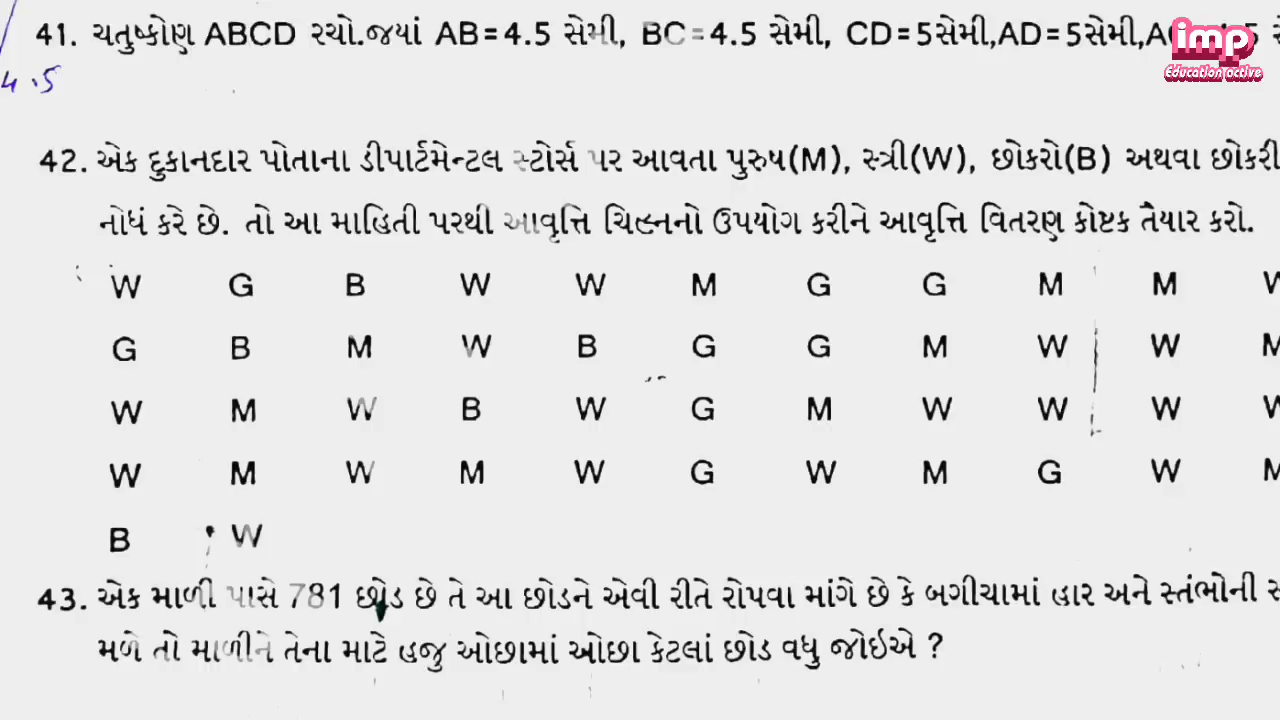 41. ચતુષ્કોણ ABCD રચો.જયાં AB=4.5 સેમી, BC=4.5 સેમી, CD=5સેમી,AD=5સેમી,
imp
Education active
4.5
42. એક દુકાનદાર પોતાના ડીપાર્ટમેન્ટલ સ્ટોર્સ પર આવતા પુરુષ(M), સ્ત્રી(W), છોકરો(B) અથવા છોકરી
નોધં કરે છે. તો આ માહિતી પરથી આવૃત્તિ ચિહ્નનો ઉપયોગ કરીને આવૃત્તિ વિતરણ કોષ્ટક તૈયાર કરો.
W G B W W M G G M M W
G B M W B G G M W W M
W M W B W G M W W W W
W M W M W G W M G W M
B W
43. એક માળી પાસે 781 છોડ છે તે આ છોડને એવી રીતે રોપવા માંગે છે કે બગીચામાં હાર અને સ્તંભોની
મળે તો માળીને તેના માટે હજુ ઓછામાં ઓછા કેટલાં છોડ વધુ જોઇએ ?